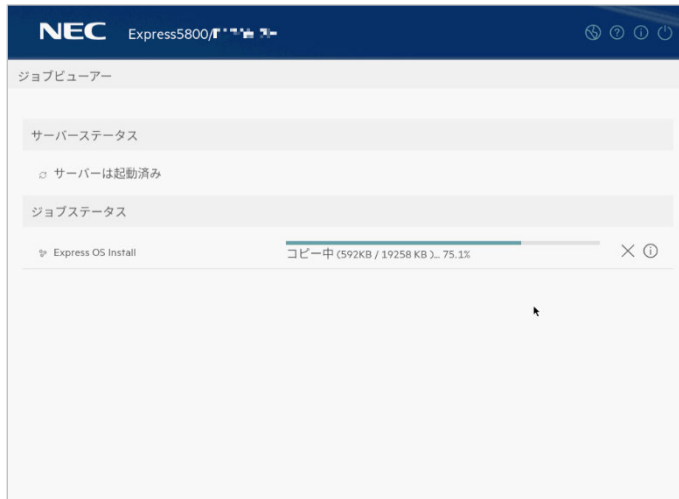 NEC Express5800/
ジョブビューアー
サーバーステータス
サーバーは起動済み
ジョブステータス
Express OS Install
コピー中 (592KB / 19258 KB )... 75.1%